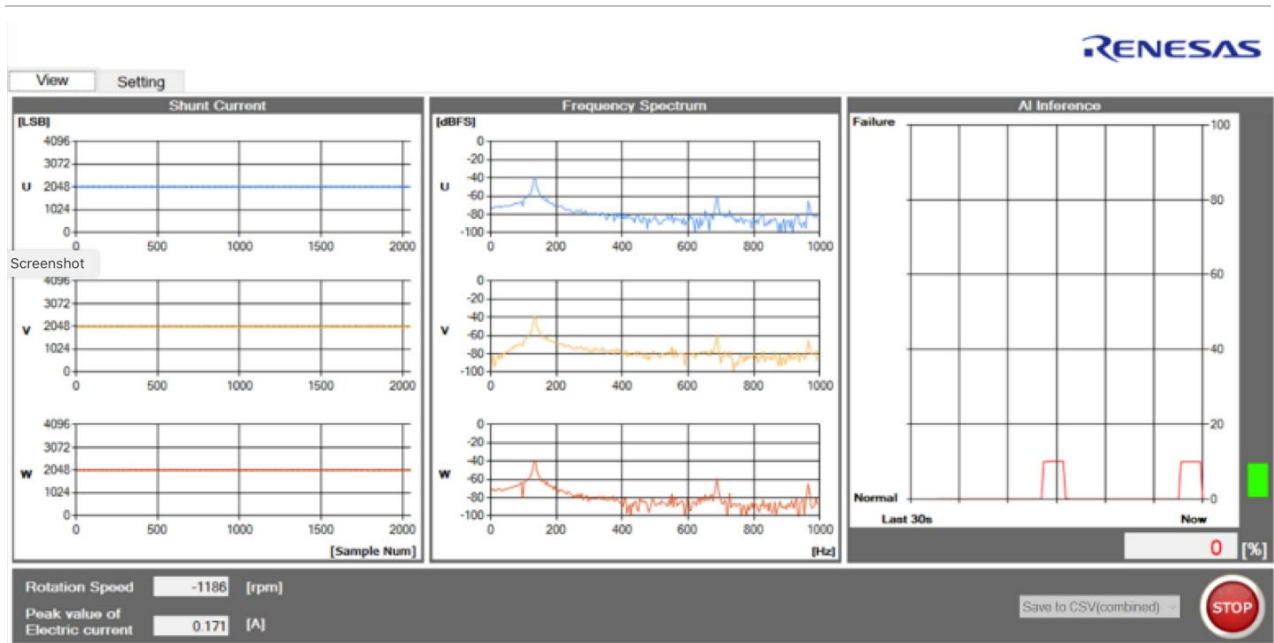 RENESAS
View Setting
Shunt Current
[LSB]
4096
3072
U 2048
1024
0
0 500 1000 1500 2000
Screenshot
4096
3072
V 2048
1024
0
0 500 1000 1500 2000
4096
3072
W 2048
1024
0
0 500 1000 1500 2000
[Sample Num]
Frequency Spectrum
[dBFS]
0
-20
-40
U -60
-80
-100
0 200 400 600 800 1000
0
-20
-40
V -60
-80
-100
0 200 400 600 800 1000
0
-20
-40
W -60
-80
-100
0 200 400 600 800 1000
[Hz]
AI Inference
Failure 100
80
60
40
20
Normal 0
Last 30s Now
0 [%]
Rotation Speed -1186 [rpm]
Peak value of
Electric current 0.171 [A]
Save to CSV(combined)
STOP